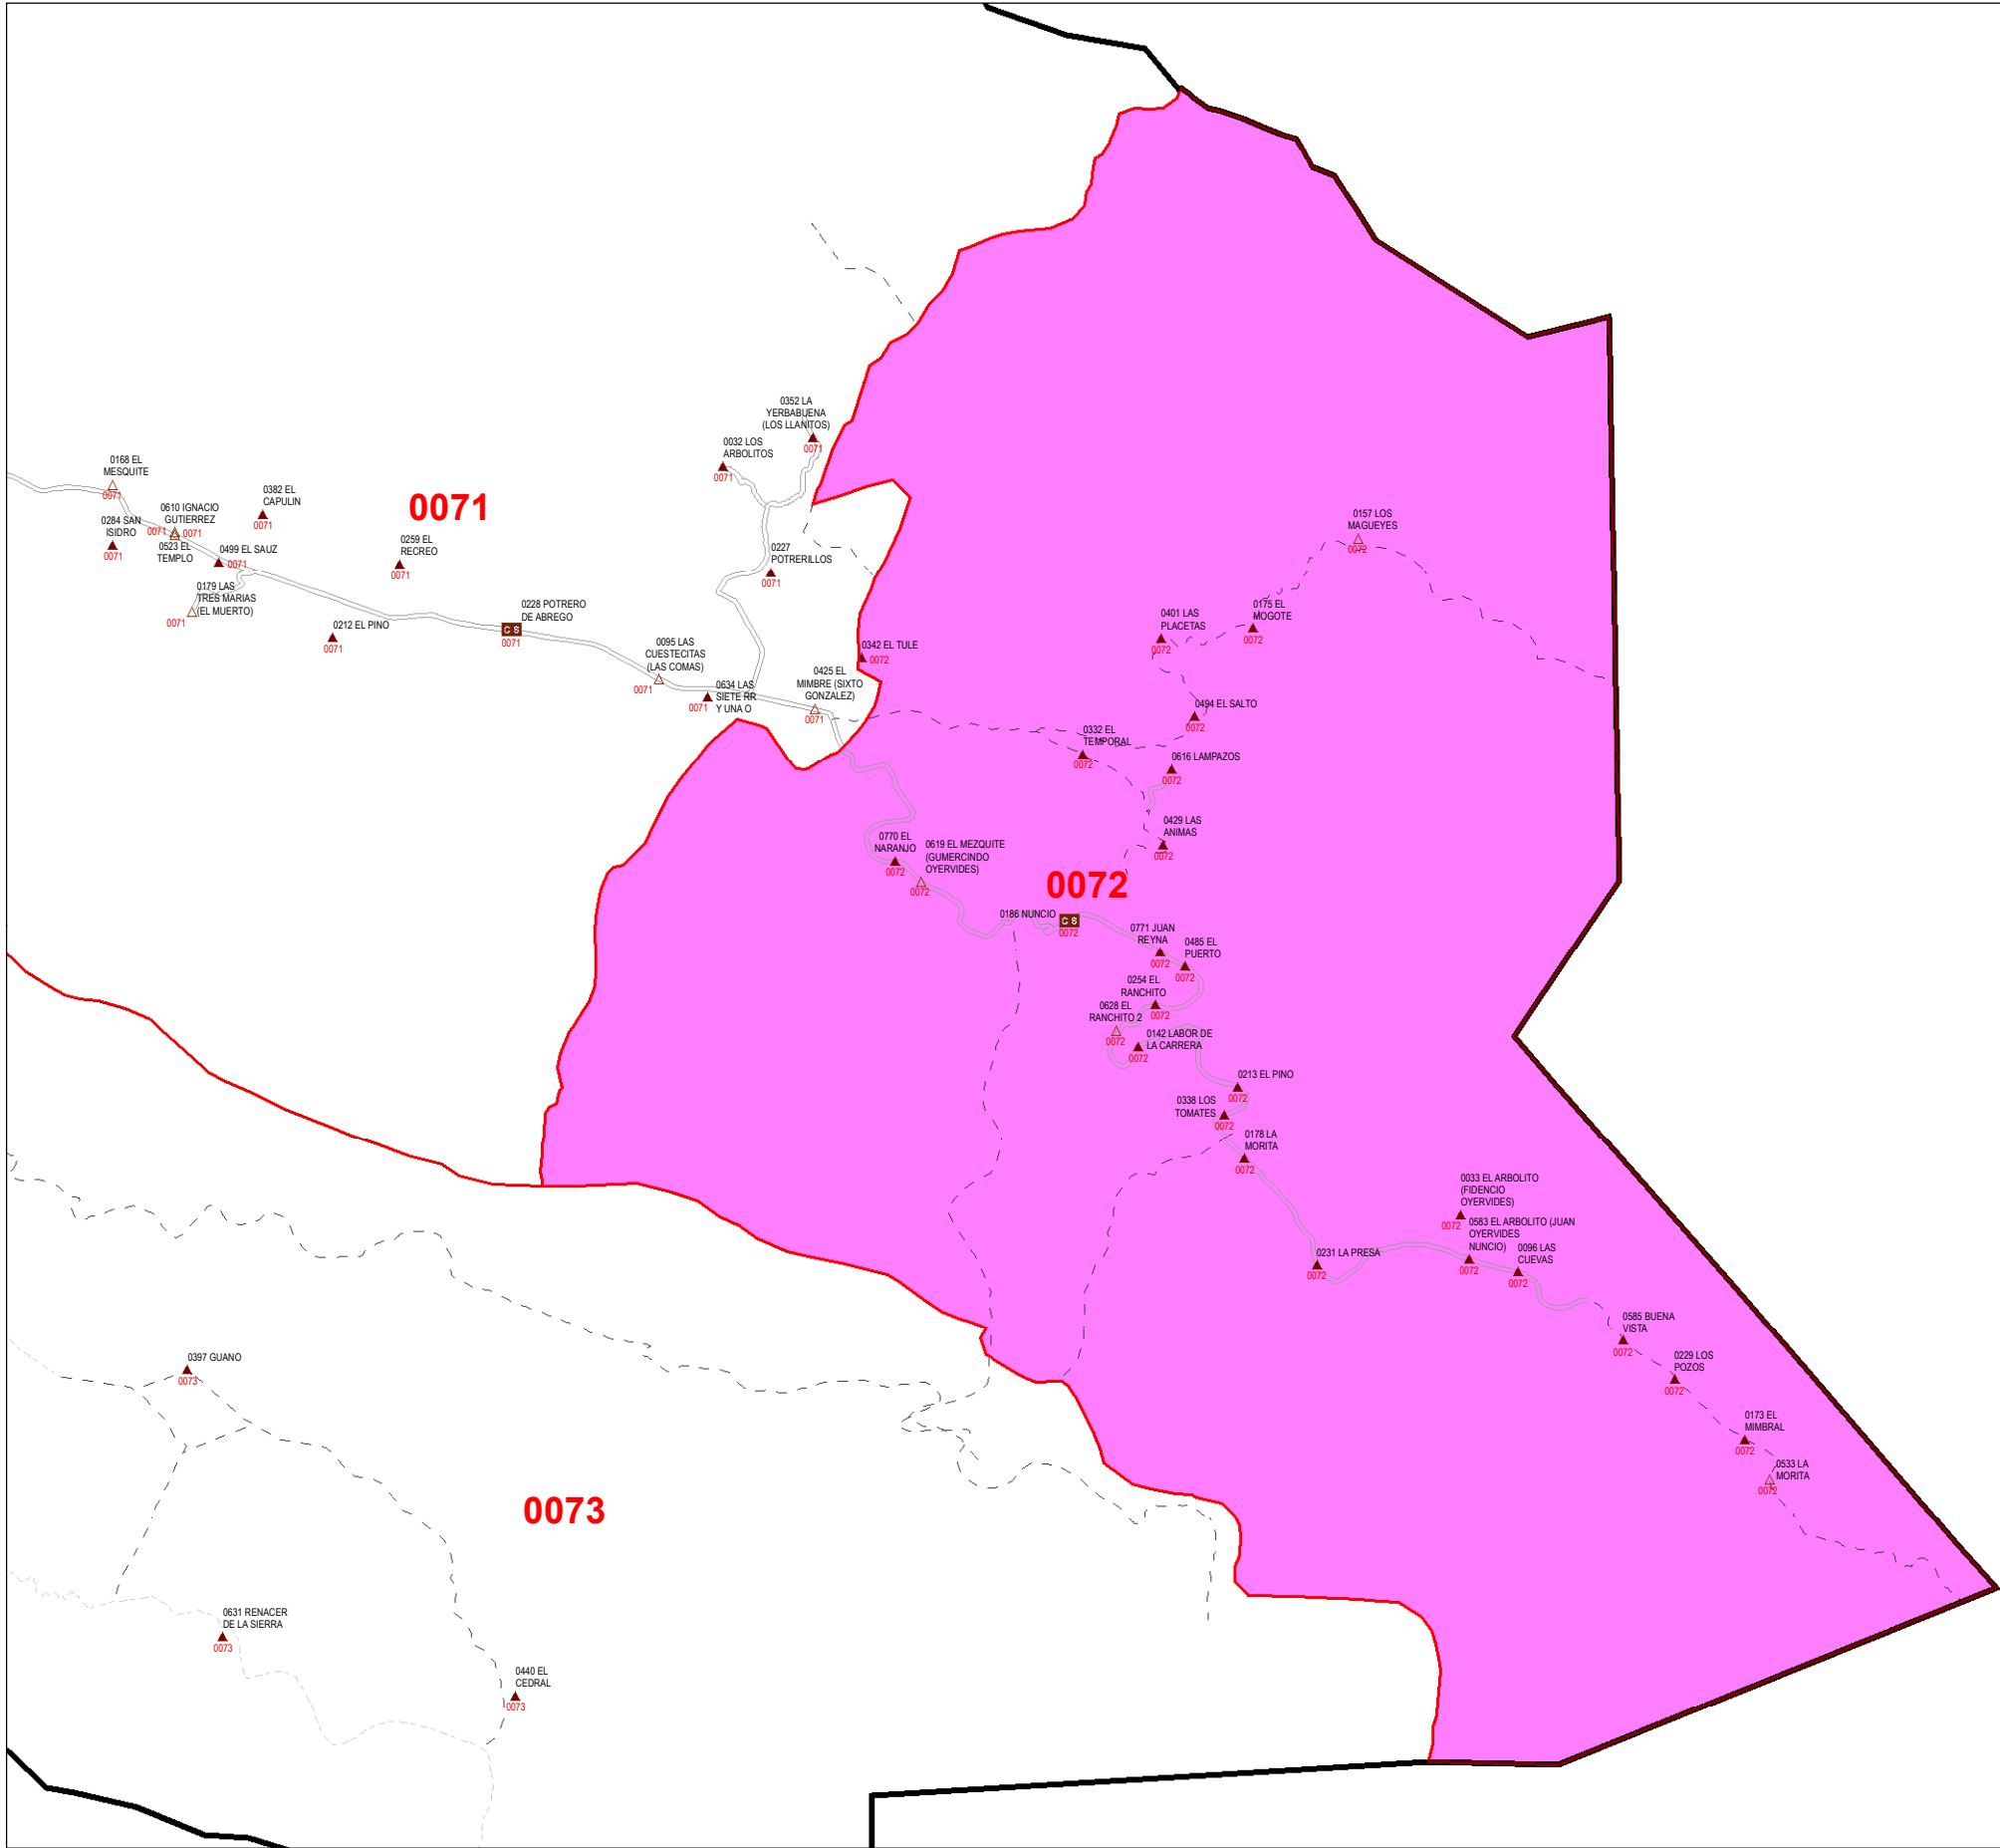 0352 LA
YERBABUENA
(LOS LLANITOS)
0071
0032 LOS
ARBOLITOS
0071
0168 EL
MESQUITE
0071
0382 EL
CAPULIN
0071
0071
0610 IGNACIO
GUTIERREZ
0071 0071
0284 SAN
ISIDRO
0071
0523 EL
TEMPLO
0499 EL SAUZ
0071
0259 EL
RECREO
0071
0227
POTRERILLOS
0071
0157 LOS
MAGUEYES
0072
0179 LAS
TRES MARIAS
(EL MUERTO)
0071
0212 EL PINO
0071
0228 POTRERO
DE ABREGO
C S
0071
0401 LAS
PLACETAS
0072
0175 EL
MOGOTE
0072
0095 LAS
CUESTECITAS
(LAS COMAS)
0071
0342 EL TULE
0072
0634 LAS
SIETE RR
Y UNA O
0071
0425 EL
MIMBRE (SIXTO
GONZALEZ)
0071
0494 EL SALTO
0072
0332 EL
TEMPORAL
0072
0616 LAMPAZOS
0072
0429 LAS
ANIMAS
0072
0770 EL
NARANJO
0072
0619 EL MEZQUITE
(GUMERCINDO
OYERVIDES)
0072
0072
0186 NUNCIO
C S
0072
0771 JUAN
REYNA
0072
0485 EL
PUERTO
0072
0254 EL
RANCHITO
0072
0628 EL
RANCHITO 2
0072
0142 LABOR DE
LA CARRERA
0072
0213 EL PINO
0072
0338 LOS
TOMATES
0072
0178 LA
MORITA
0072
0033 EL ARBOLITO
(FIDENCIO
OYERVIDES)
0072
0583 EL ARBOLITO (JUAN
OYERVIDES
NUNCIO)
0072
0231 LA PRESA
0072
0096 LAS
CUEVAS
0072
0585 BUENA
VISTA
0072
0229 LOS
POZOS
0072
0397 GUANO
0073
0173 EL
MIMBRAL
0072
0533 LA
MORITA
0072
0073
0631 RENACER
DE LA SIERRA
0073
0440 EL
CEDRAL
0073